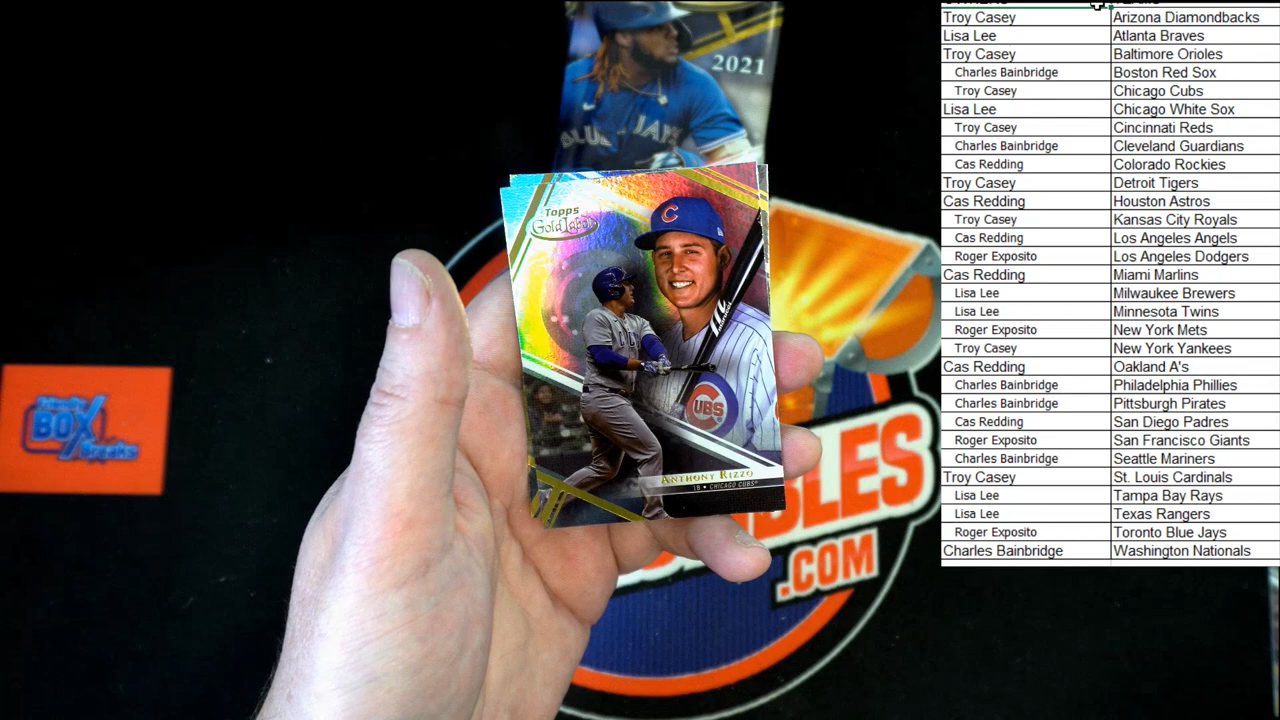 2021
BLUE JAYS
Topps
Gold Label
C
CUBS
ANTHONY RIZZO
1B • CHICAGO CUBS
BOX
Breaks
BLES
.COM
Troy Casey Arizona Diamondbacks
Lisa Lee Atlanta Braves
Troy Casey Baltimore Orioles
Charles Bainbridge Boston Red Sox
Troy Casey Chicago Cubs
Lisa Lee Chicago White Sox
Troy Casey Cincinnati Reds
Charles Bainbridge Cleveland Guardians
Cas Redding Colorado Rockies
Troy Casey Detroit Tigers
Cas Redding Houston Astros
Troy Casey Kansas City Royals
Cas Redding Los Angeles Angels
Roger Exposito Los Angeles Dodgers
Cas Redding Miami Marlins
Lisa Lee Milwaukee Brewers
Lisa Lee Minnesota Twins
Roger Exposito New York Mets
Troy Casey New York Yankees
Cas Redding Oakland A's
Charles Bainbridge Philadelphia Phillies
Charles Bainbridge Pittsburgh Pirates
Cas Redding San Diego Padres
Roger Exposito San Francisco Giants
Charles Bainbridge Seattle Mariners
Troy Casey St. Louis Cardinals
Lisa Lee Tampa Bay Rays
Lisa Lee Texas Rangers
Roger Exposito Toronto Blue Jays
Charles Bainbridge Washington Nationals